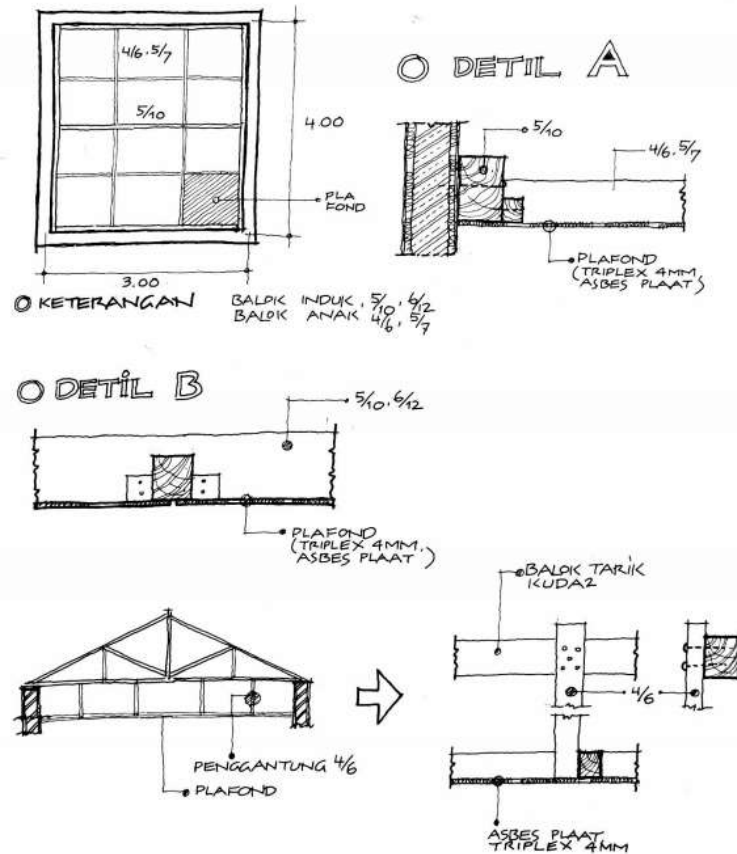 4/6, 5/7
5/10
4.00
PLA
FOND
3.00
KETERANGAN BALOK INDUK, 5/10, 6/12
BALOK ANAK 4/6, 5/7
DETIL A
5/10
4/6, 5/7
PLAFOND
(TRIPLEX 4MM,
ASBES PLAAT)
DETIL B
5/10, 6/12
PLAFOND
(TRIPLEX 4MM,
ASBES PLAAT)
PENGGANTUNG 4/6
PLAFOND
BALOK TARIK
KUDA2
4/6
ASBES PLAAT
TRIPLEX 4MM